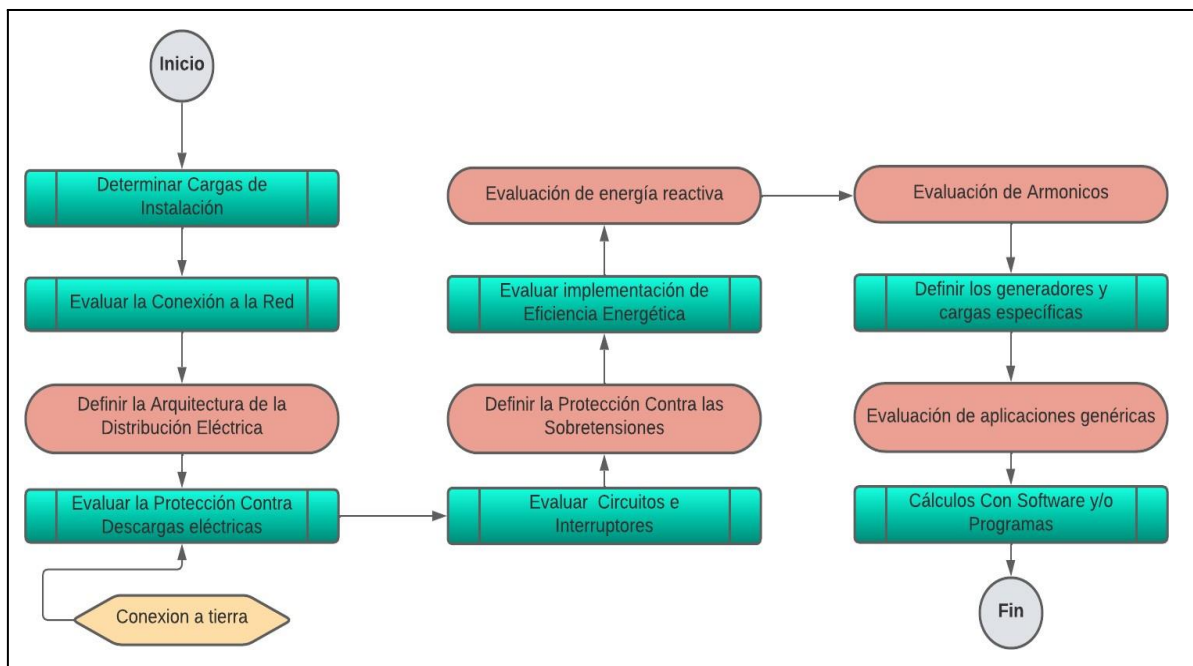 Inicio
Determinar Cargas de
Instalación
Evaluar la Conexión a la Red
Definir la Arquitectura de la
Distribución Eléctrica
Evaluar la Protección Contra
Descargas eléctricas
Conexion a tierra
Evaluar Circuitos e
Interruptores
Definir la Protección Contra las
Sobretensiones
Evaluar implementación de
Eficiencia Energética
Evaluación de energía reactiva
Evaluación de Armonicos
Definir los generadores y
cargas específicas
Evaluación de aplicaciones genéricas
Cálculos Con Software y/o
Programas
Fin